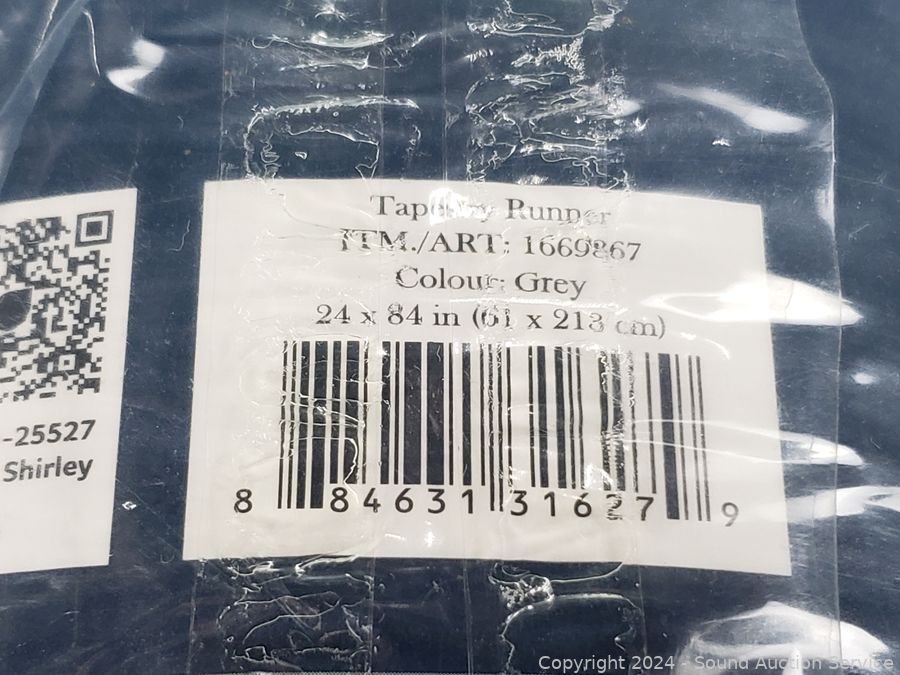 Tapestry Runner
ITM./ART: 1669867
Colour: Grey
24 x 84 in (61 x 213 cm)
8 84631 31627 9
-25527
Shirley
Copyright 2024 - Sound Auction Service